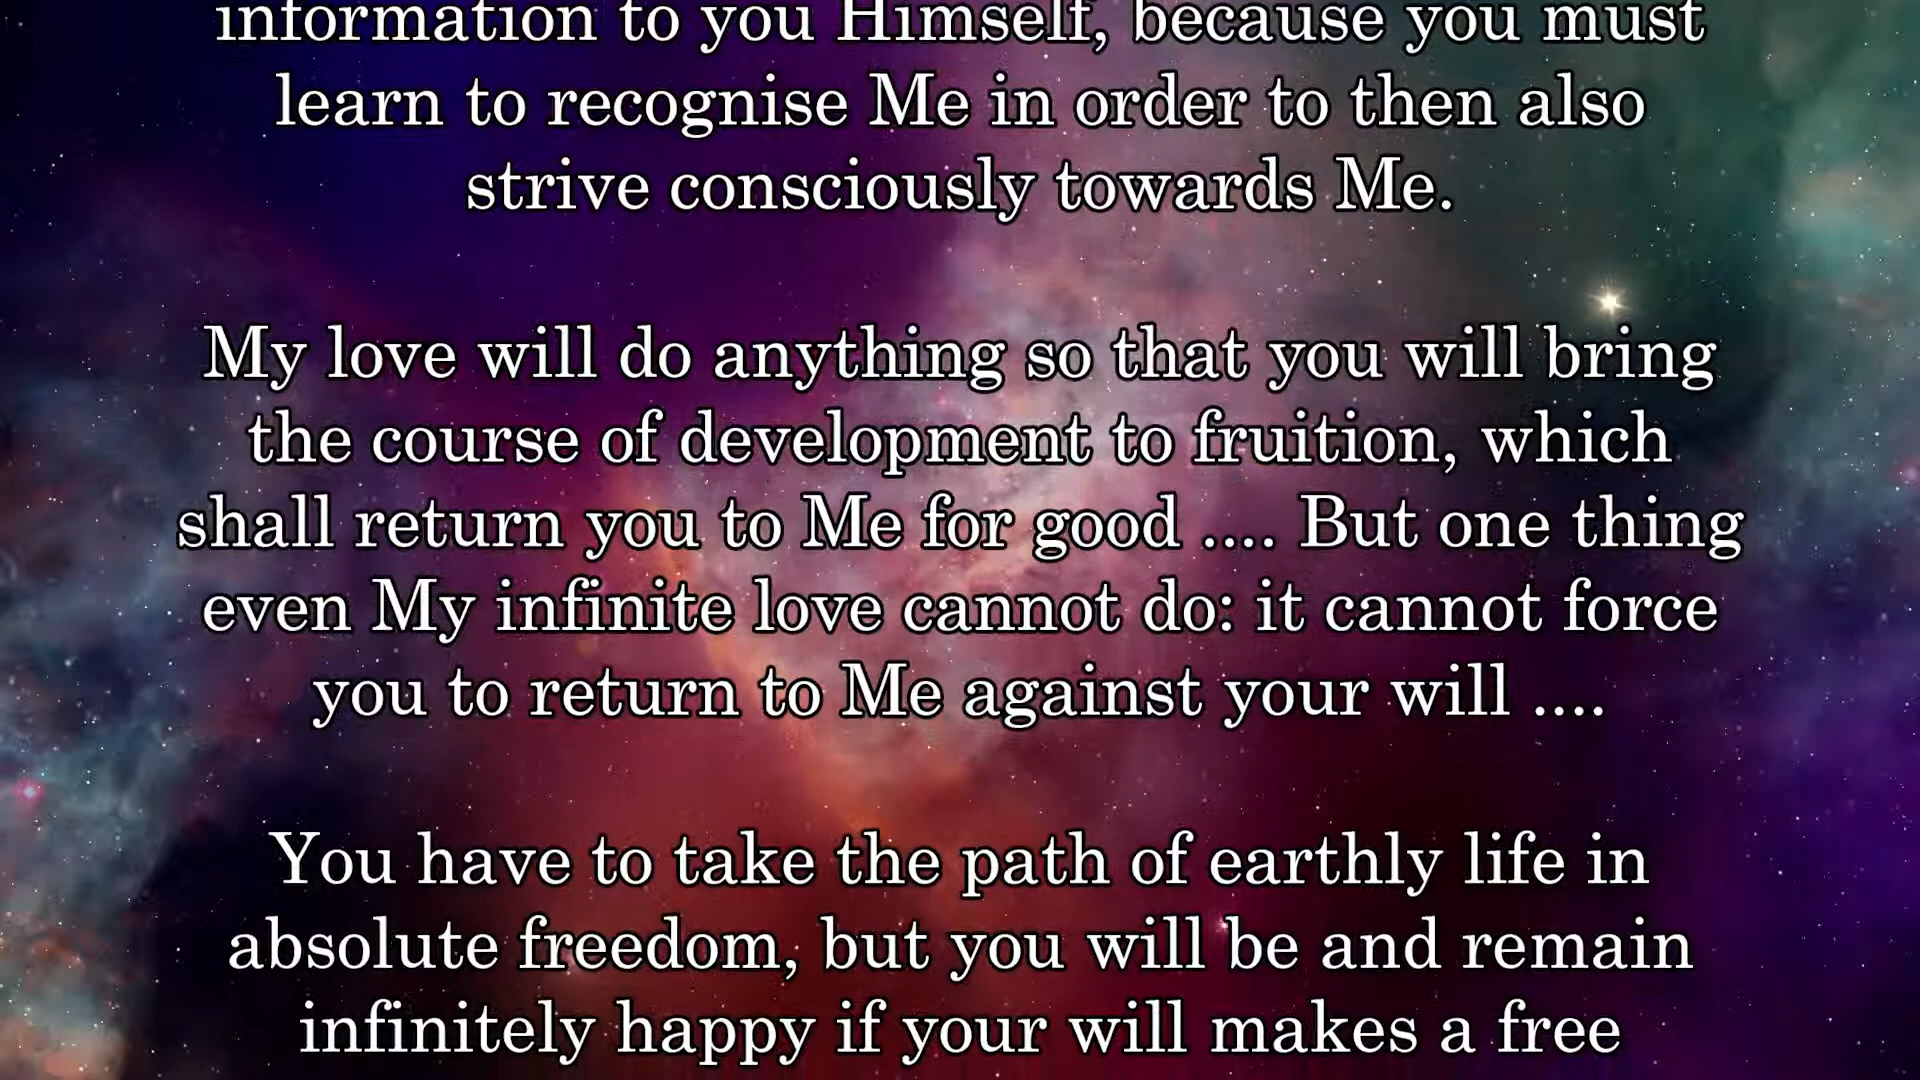 information to you Himself, because you must
learn to recognise Me in order to then also
strive consciously towards Me.
My love will do anything so that you will bring
the course of development to fruition, which
shall return you to Me for good .... But one thing
even My infinite love cannot do: it cannot force
you to return to Me against your will ....
You have to take the path of earthly life in
absolute freedom, but you will be and remain
infinitely happy if your will makes a free